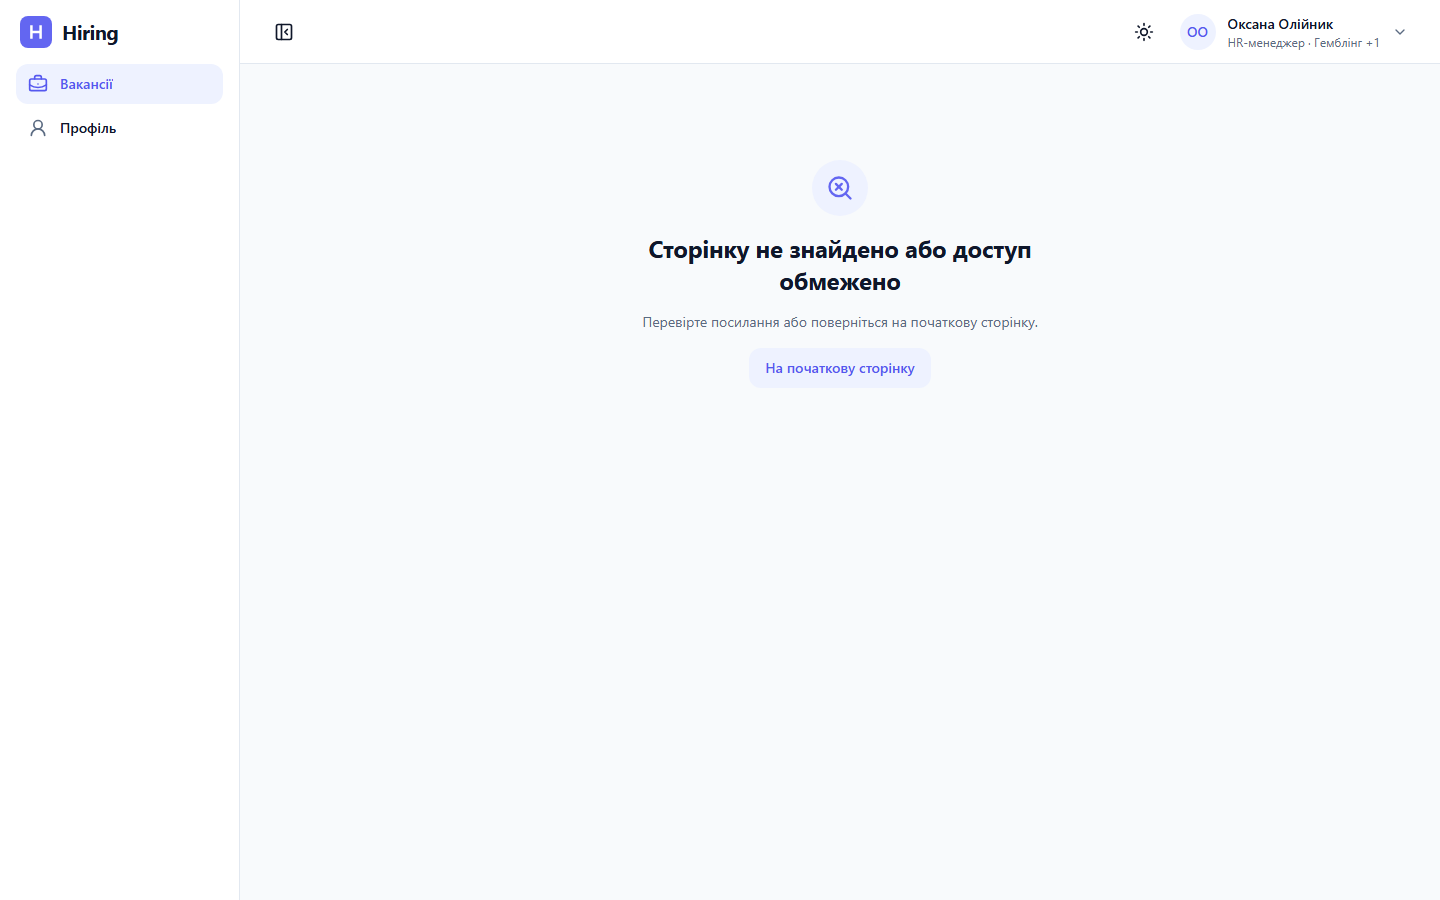 H Hiring
Вакансії
Профіль
ОО
Оксана Олійник
HR-менеджер · Гемблінг +1
Сторінку не знайдено або доступ
обмежено
Перевірте посилання або поверніться на початкову сторінку.
На початкову сторінку